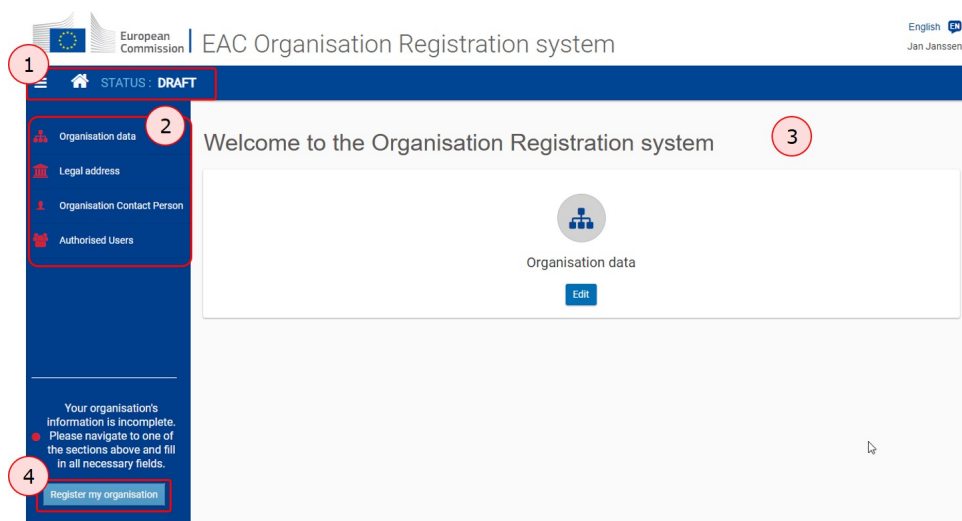 European
Commission
EAC Organisation Registration system
English EN
Jan Janssen
1
STATUS : DRAFT
2
Organisation data
Legal address
Organisation Contact Person
Authorised Users
Welcome to the Organisation Registration system
3
Organisation data
Edit
Your organisation's
information is incomplete.
Please navigate to one of
the sections above and fill
in all necessary fields.
4
Register my organisation